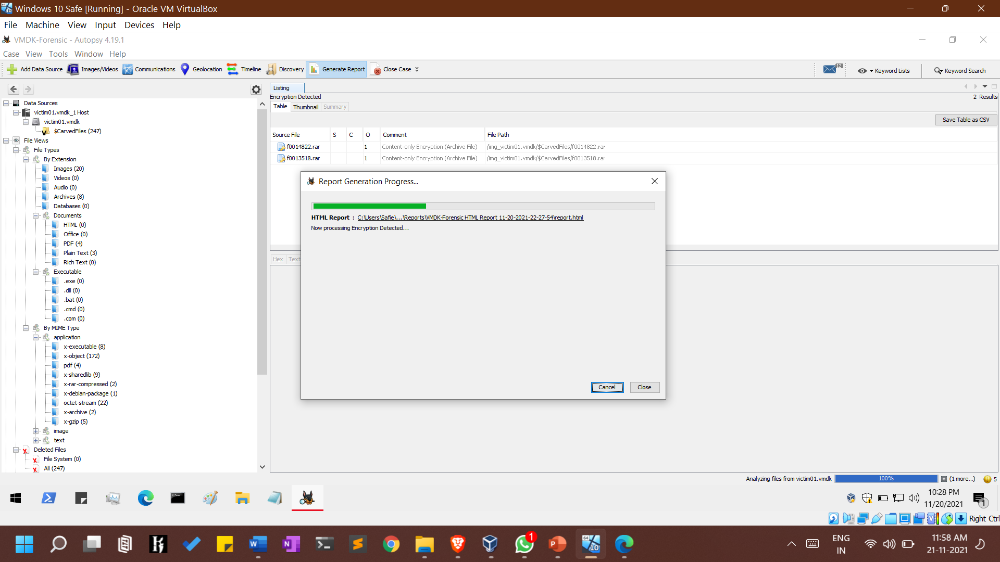 Windows 10 Safe [Running] - Oracle VM VirtualBox
File Machine View Input Devices Help
VMDK-Forensic - Autopsy 4.19.1
Case View Tools Window Help
Add Data Source Images/Videos Communications Geolocation Timeline Discovery Generate Report Close Case 12 Keyword Lists Keyword Search
Listing
Encryption Detected 2 Results
Table Thumbnail Summary
Save Table as CSV
Source File S C O Comment File Path
f0014822.rar 1 Content-only Encryption (Archive File) /img_victim01.vmdk/$CarvedFiles/f0014822.rar
f0013518.rar 1 Content-only Encryption (Archive File) /img_victim01.vmdk/$CarvedFiles/f0013518.rar
Data Sources
victim01.vmdk_1 Host
victim01.vmdk
$CarvedFiles (247)
File Views
File Types
By Extension
Images (20)
Videos (0)
Audio (0)
Archives (8)
Databases (0)
Documents
HTML (0)
Office (0)
PDF (4)
Plain Text (3)
Rich Text (0)
Executable
.exe (0)
.dll (0)
.bat (0)
.cmd (0)
.com (0)
By MIME Type
application
x-executable (8)
x-object (172)
pdf (4)
x-sharedlib (9)
x-rar-compressed (2)
x-debian-package (1)
octet-stream (22)
x-archive (2)
x-gzip (5)
image
text
Deleted Files
File System (0)
All (247)
Hex Text
Report Generation Progress...
HTML Report : C:\Users\Safie\...\Reports\VMDK-Forensic HTML Report 11-20-2021-22-27-54\report.html
Now processing Encryption Detected...
Cancel Close
Analyzing files from victim01.vmdk 100% (1 more...) 5
10:28 PM
11/20/2021
1
Right Ctrl
1
64
10
ENG
IN
11:58 AM
21-11-2021